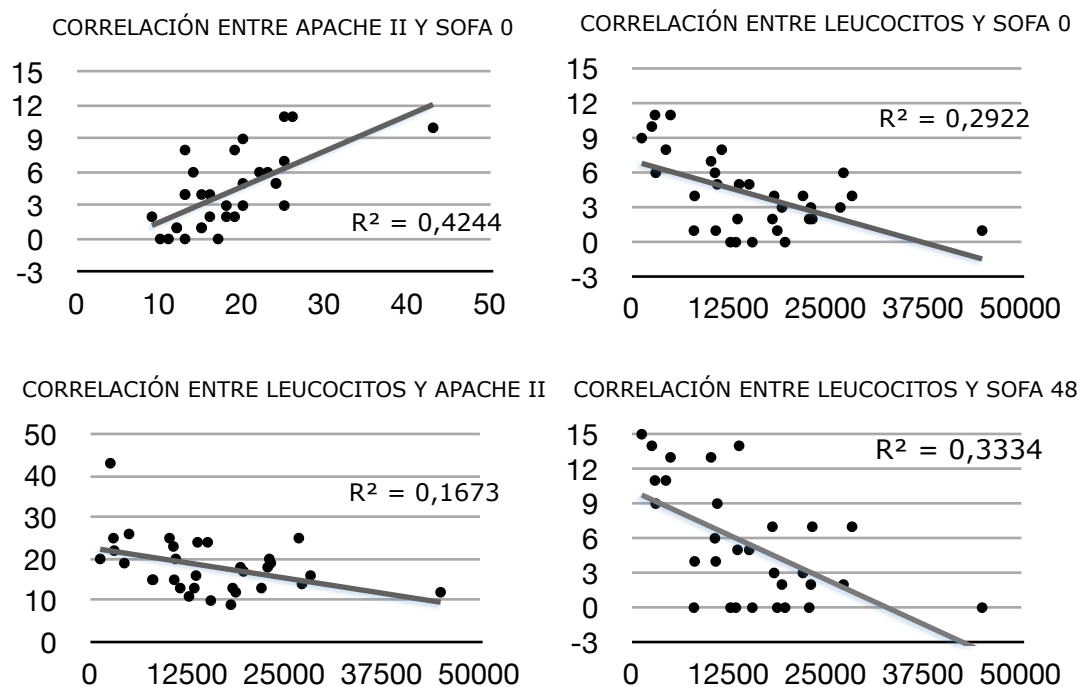 CORRELACIÓN ENTRE APACHE II Y SOFA 0
15
12
9
6
3
0
-3
R² = 0,4244
0 10 20 30 40 50
CORRELACIÓN ENTRE LEUCOCITOS Y SOFA 0
15
12
9
6
3
0
-3
R² = 0,2922
0 12500 25000 37500 50000
CORRELACIÓN ENTRE LEUCOCITOS Y APACHE II
50
40
30
20
10
0
R² = 0,1673
0 12500 25000 37500 50000
CORRELACIÓN ENTRE LEUCOCITOS Y SOFA 48
15
12
9
6
3
0
-3
R² = 0,3334
0 12500 25000 37500 50000